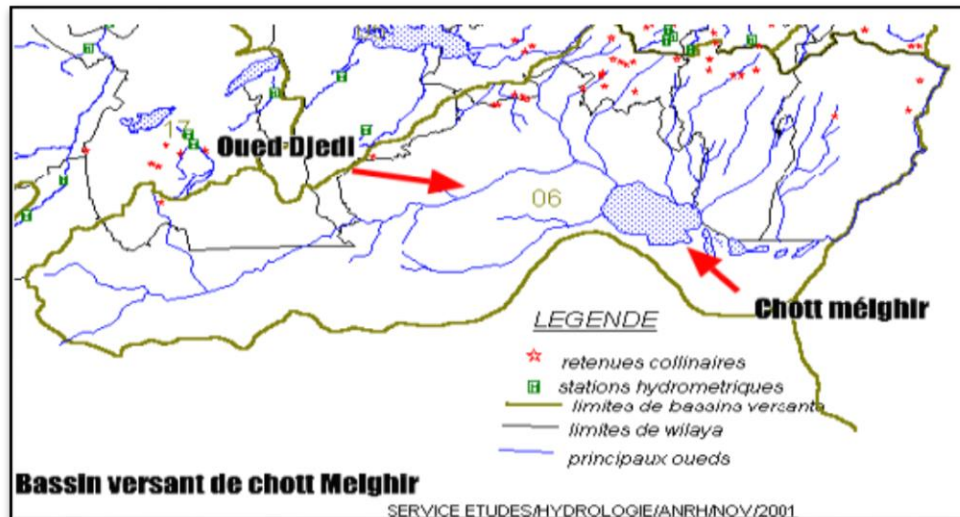 17
Oued Djedi
06
Chott mélghir
LEGENDE
retenues collinaires
stations hydrometriques
limites de bassins versants
limites de wilaya
principaux oueds
Bassin versant de chott Melghir
SERVICE ETUDES/HYDROLOGIE/ANRH/NOV/2001